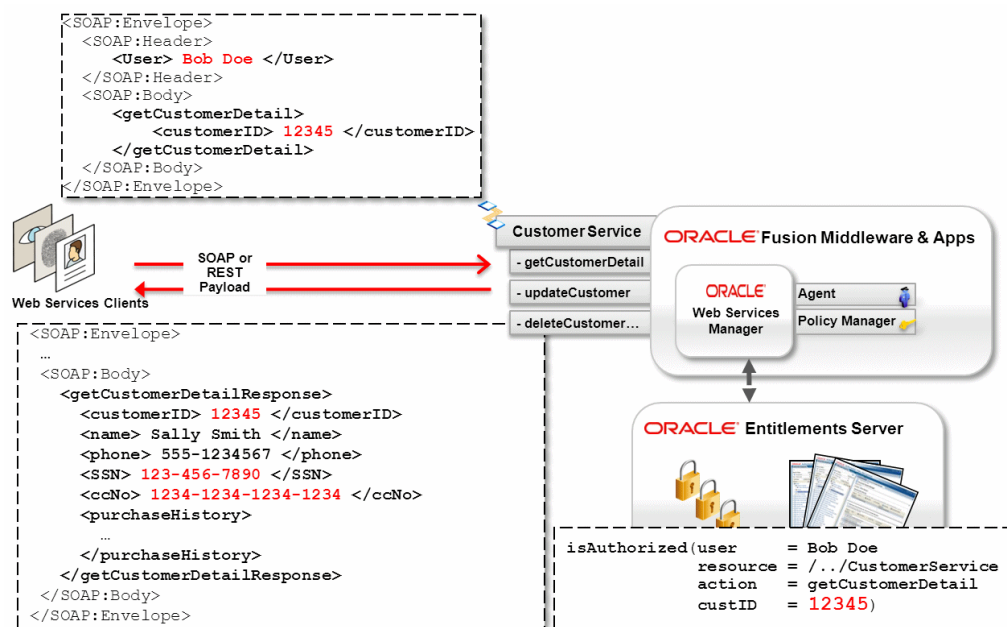 <SOAP:Envelope>
<SOAP:Header>
<User> Bob Doe </User>
</SOAP:Header>
<SOAP:Body>
<getCustomerDetail>
<customerID> 12345 </customerID>
</getCustomerDetail>
</SOAP:Body>
</SOAP:Envelope>
Web Services Clients
SOAP or
REST
Payload
Customer Service
- getCustomerDetail
- updateCustomer
- deleteCustomer...
ORACLE Fusion Middleware & Apps
ORACLE
Web Services
Manager
Agent
Policy Manager
<SOAP:Envelope>
…
<SOAP:Body>
<getCustomerDetailResponse>
<customerID> 12345 </customerID>
<name> Sally Smith </name>
<phone> 555-1234567 </phone>
<SSN> 123-456-7890 </SSN>
<ccNo> 1234-1234-1234-1234 </ccNo>
<purchaseHistory>
…
</purchaseHistory>
</getCustomerDetailResponse>
</SOAP:Body>
</SOAP:Envelope>
ORACLE Entitlements Server
isAuthorized(user = Bob Doe
resource = /../CustomerService
action = getCustomerDetail
custID = 12345)